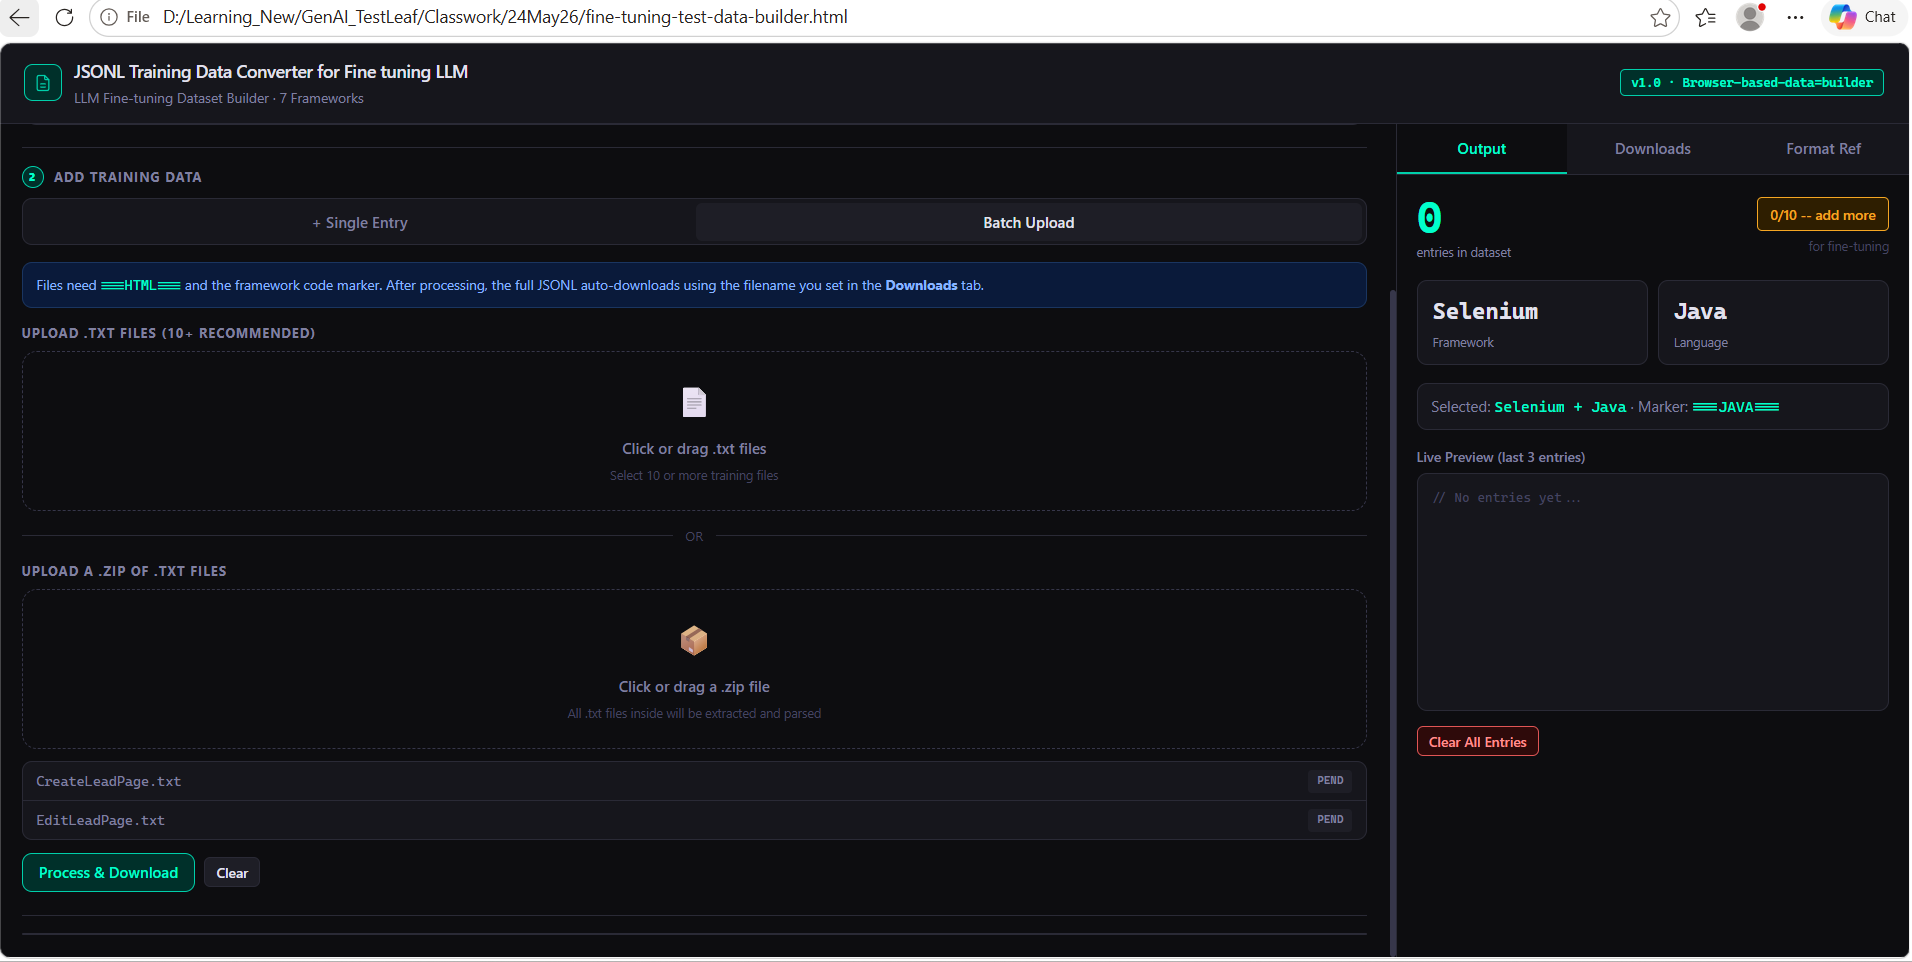 File D:/Learning_New/GenAI_TestLeaf/Classwork/24May26/fine-tuning-test-data-builder.html
Chat
JSONL Training Data Converter for Fine tuning LLM
LLM Fine-tuning Dataset Builder · 7 Frameworks
v1.0 · Browser-based-data=builder
2 ADD TRAINING DATA
+ Single Entry
Batch Upload
Files need ===HTML=== and the framework code marker. After processing, the full JSONL auto-downloads using the filename you set in the Downloads tab.
UPLOAD .TXT FILES (10+ RECOMMENDED)
Click or drag .txt files
Select 10 or more training files
OR
UPLOAD A .ZIP OF .TXT FILES
Click or drag a .zip file
All .txt files inside will be extracted and parsed
CreateLeadPage.txt PEND
EditLeadPage.txt PEND
Process & Download
Clear
Output
Downloads
Format Ref
0
entries in dataset
0/10 -- add more
for fine-tuning
Selenium
Framework
Java
Language
Selected: Selenium + Java · Marker: ===JAVA===
Live Preview (last 3 entries)
// No entries yet...
Clear All Entries